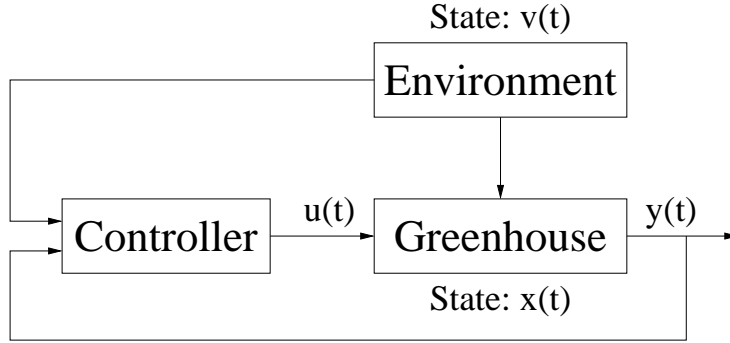 State: v(t)
Environment
Controller
u(t)
Greenhouse
y(t)
State: x(t)